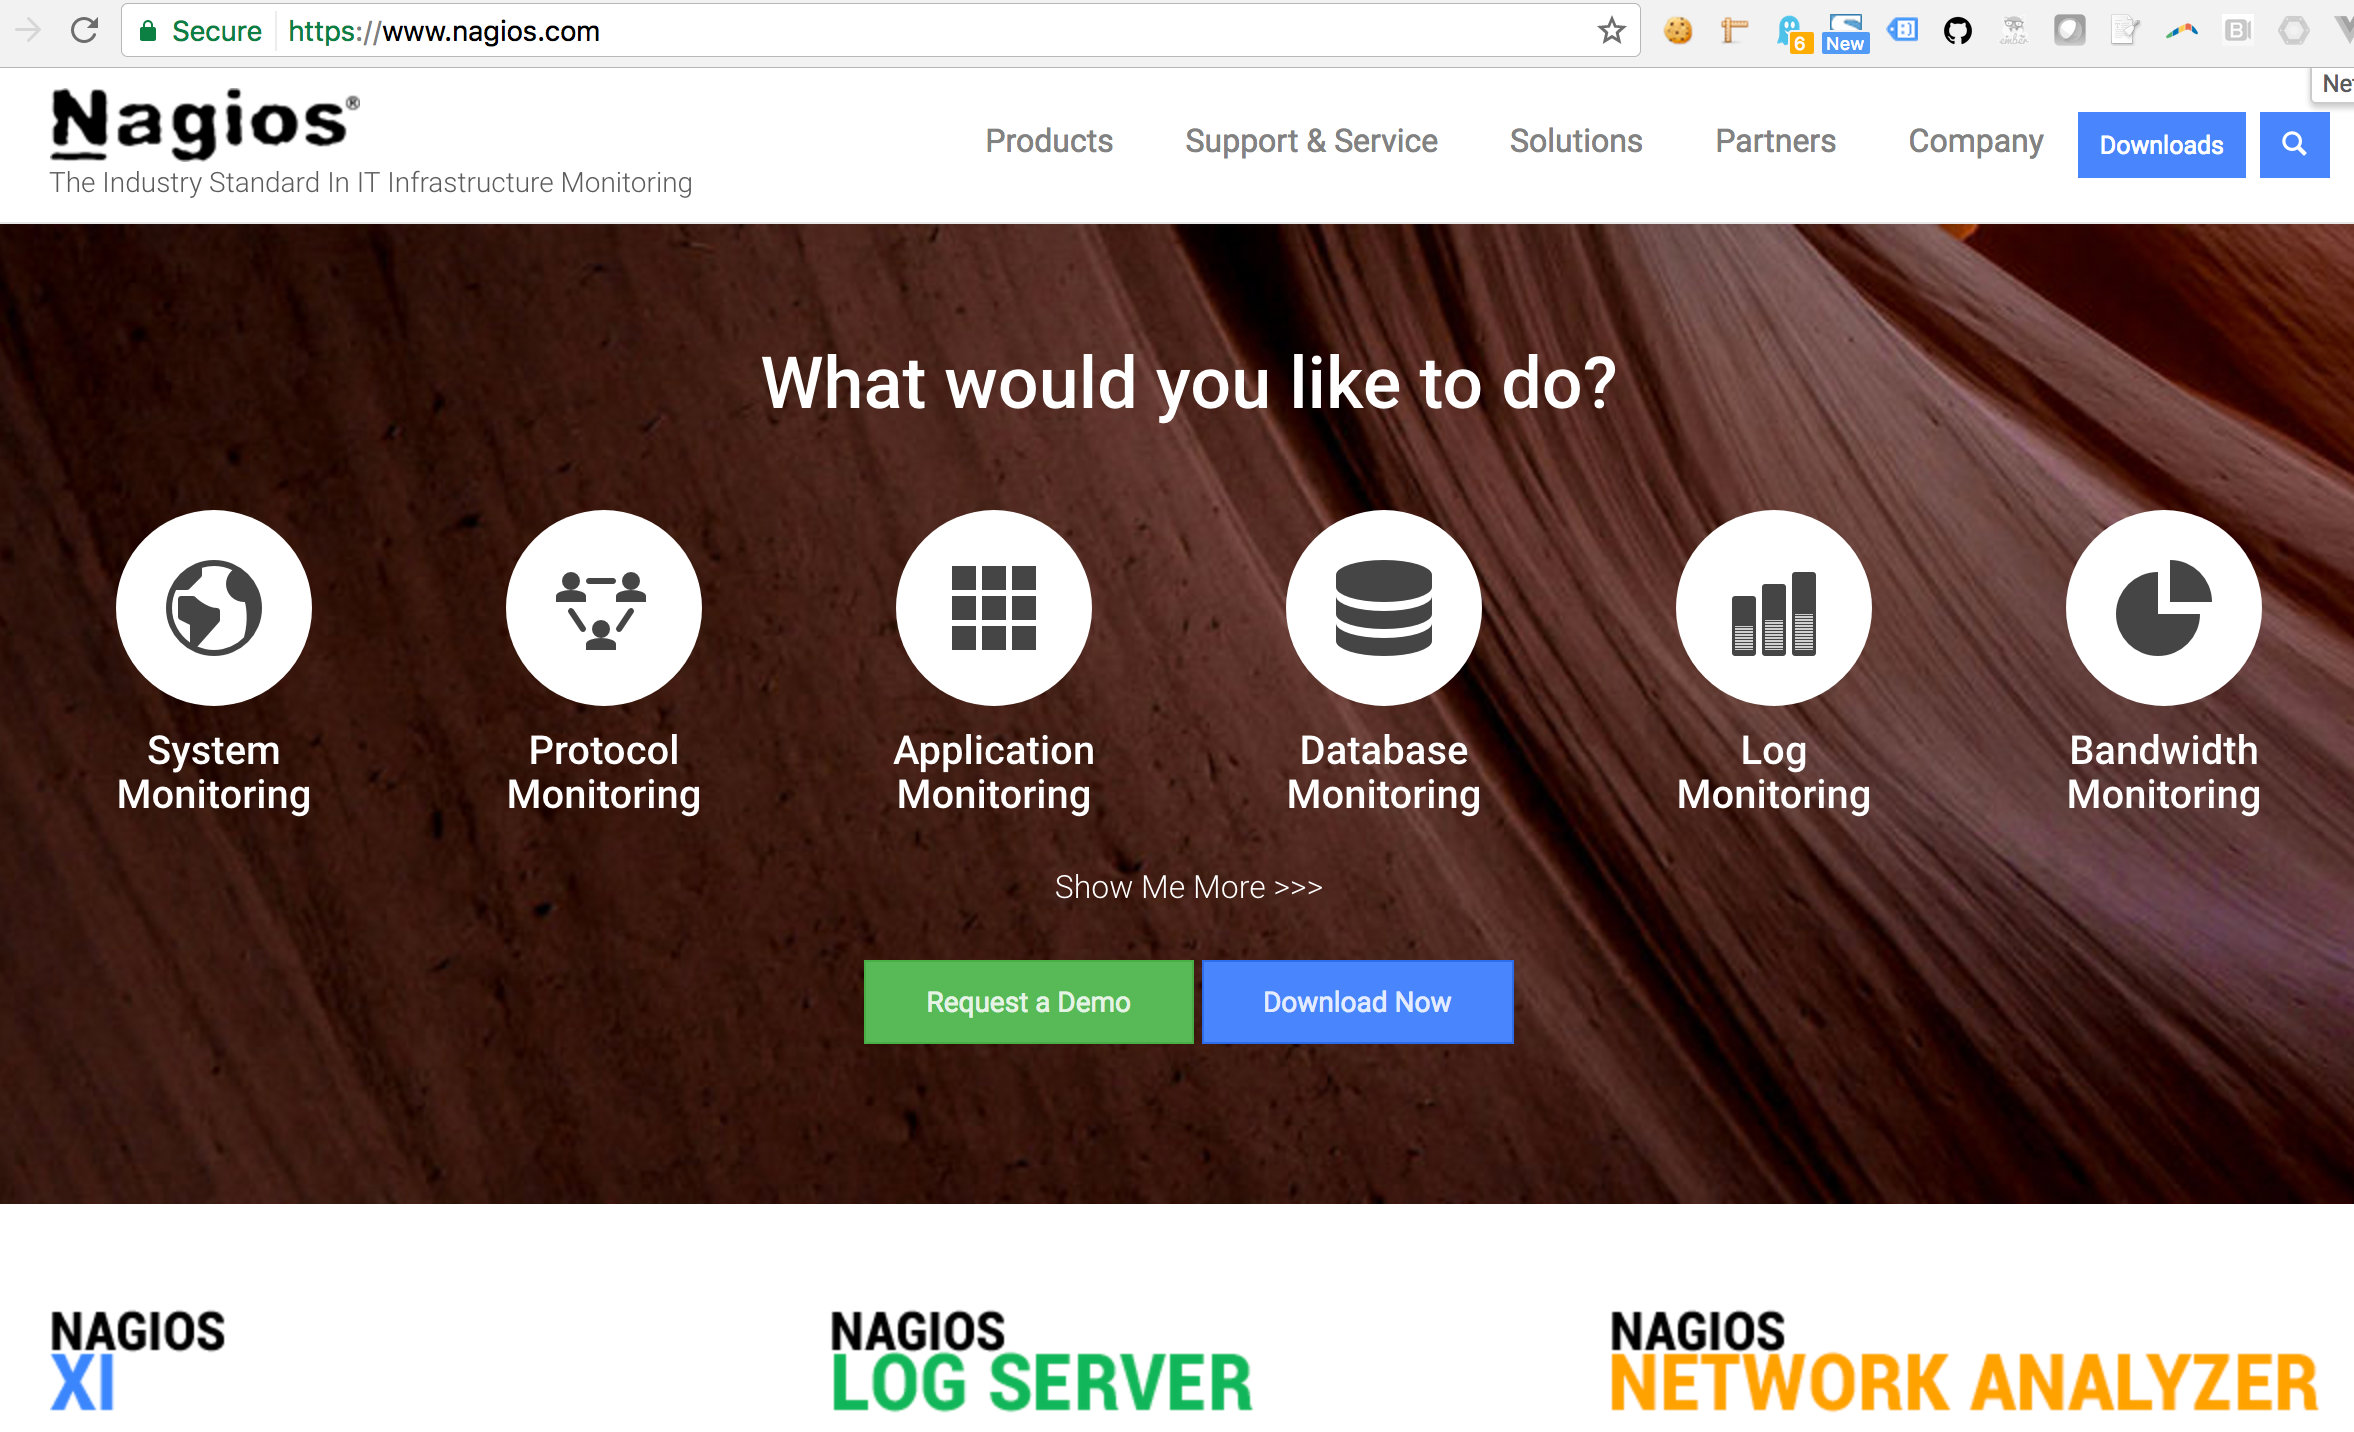 Secure https://www.nagios.com
6
New
Nagios®
The Industry Standard In IT Infrastructure Monitoring
Products Support & Service Solutions Partners Company Downloads
What would you like to do?
System
Monitoring
Protocol
Monitoring
Application
Monitoring
Database
Monitoring
Log
Monitoring
Bandwidth
Monitoring
Show Me More >>>
Request a Demo Download Now
NAGIOS
XI
NAGIOS
LOG SERVER
NAGIOS
NETWORK ANALYZER